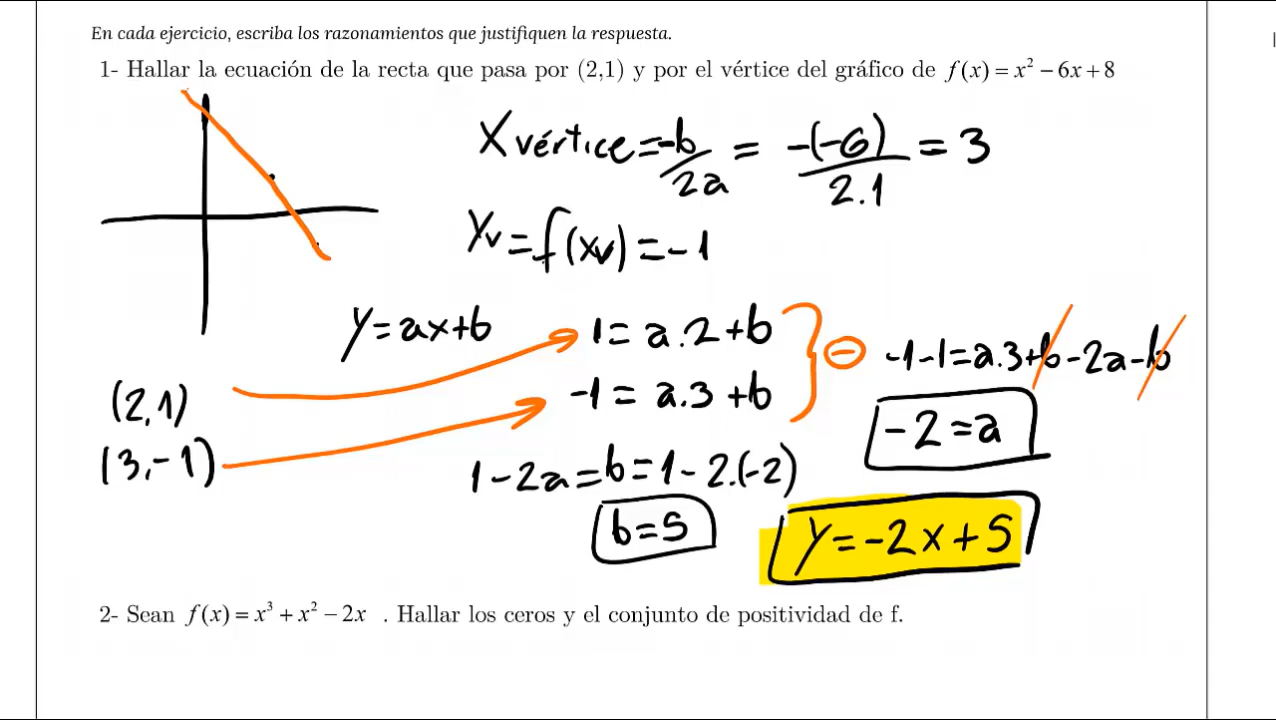 En cada ejercicio, escriba los razonamientos que justifiquen la respuesta.
1- Hallar la ecuación de la recta que pasa por (2,1) y por el vértice del gráfico de f(x) = x² − 6x + 8
Xvértice = -b/2a = -(-6)/2.1 = 3
Yv = f(xv) = -1
y = ax+b
1 = a.2 + b
-1 = a.3 + b
-
-1-1 = a.3+b-2a-b
(2,1)
(3,-1)
-2 = a
1-2a = b = 1-2.(-2)
b = 5
y = -2x + 5
2- Sean f(x) = x³ + x² − 2x . Hallar los ceros y el conjunto de positividad de f.